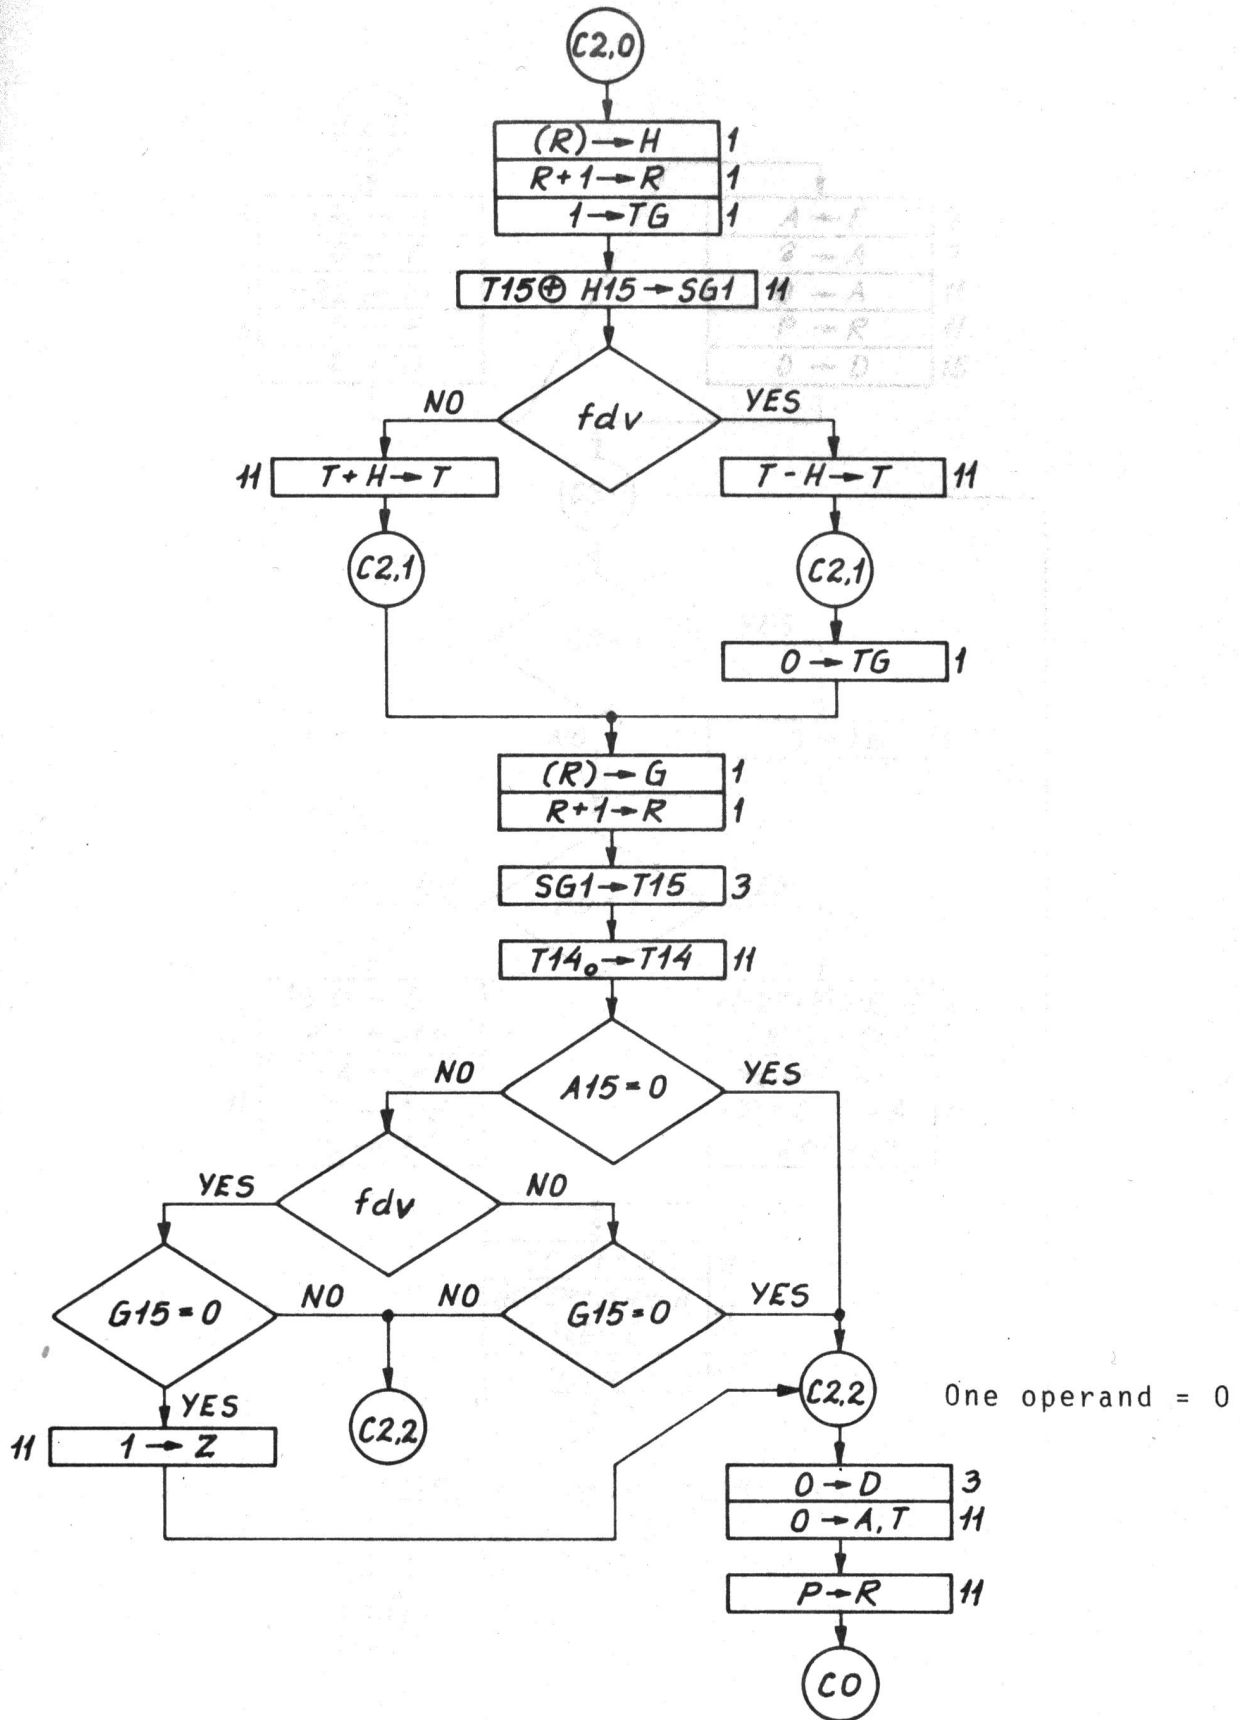 C2,0
(R) → H 1
R+1 → R 1
1 → TG 1
T15 ⊕ H15 → SG1 11
NO fdv YES
11 T+H → T
T-H → T 11
C2,1 C2,1
0 → TG 1
(R) → G 1
R+1 → R 1
SG1 → T15 3
T14₀ → T14 11
NO A15=0 YES
YES fdv NO
G15=0 NO NO G15=0 YES
YES
11 1 → Z
C2,2
C2,2 One operand = 0
0 → D 3
0 → A,T 11
P → R 11
C0